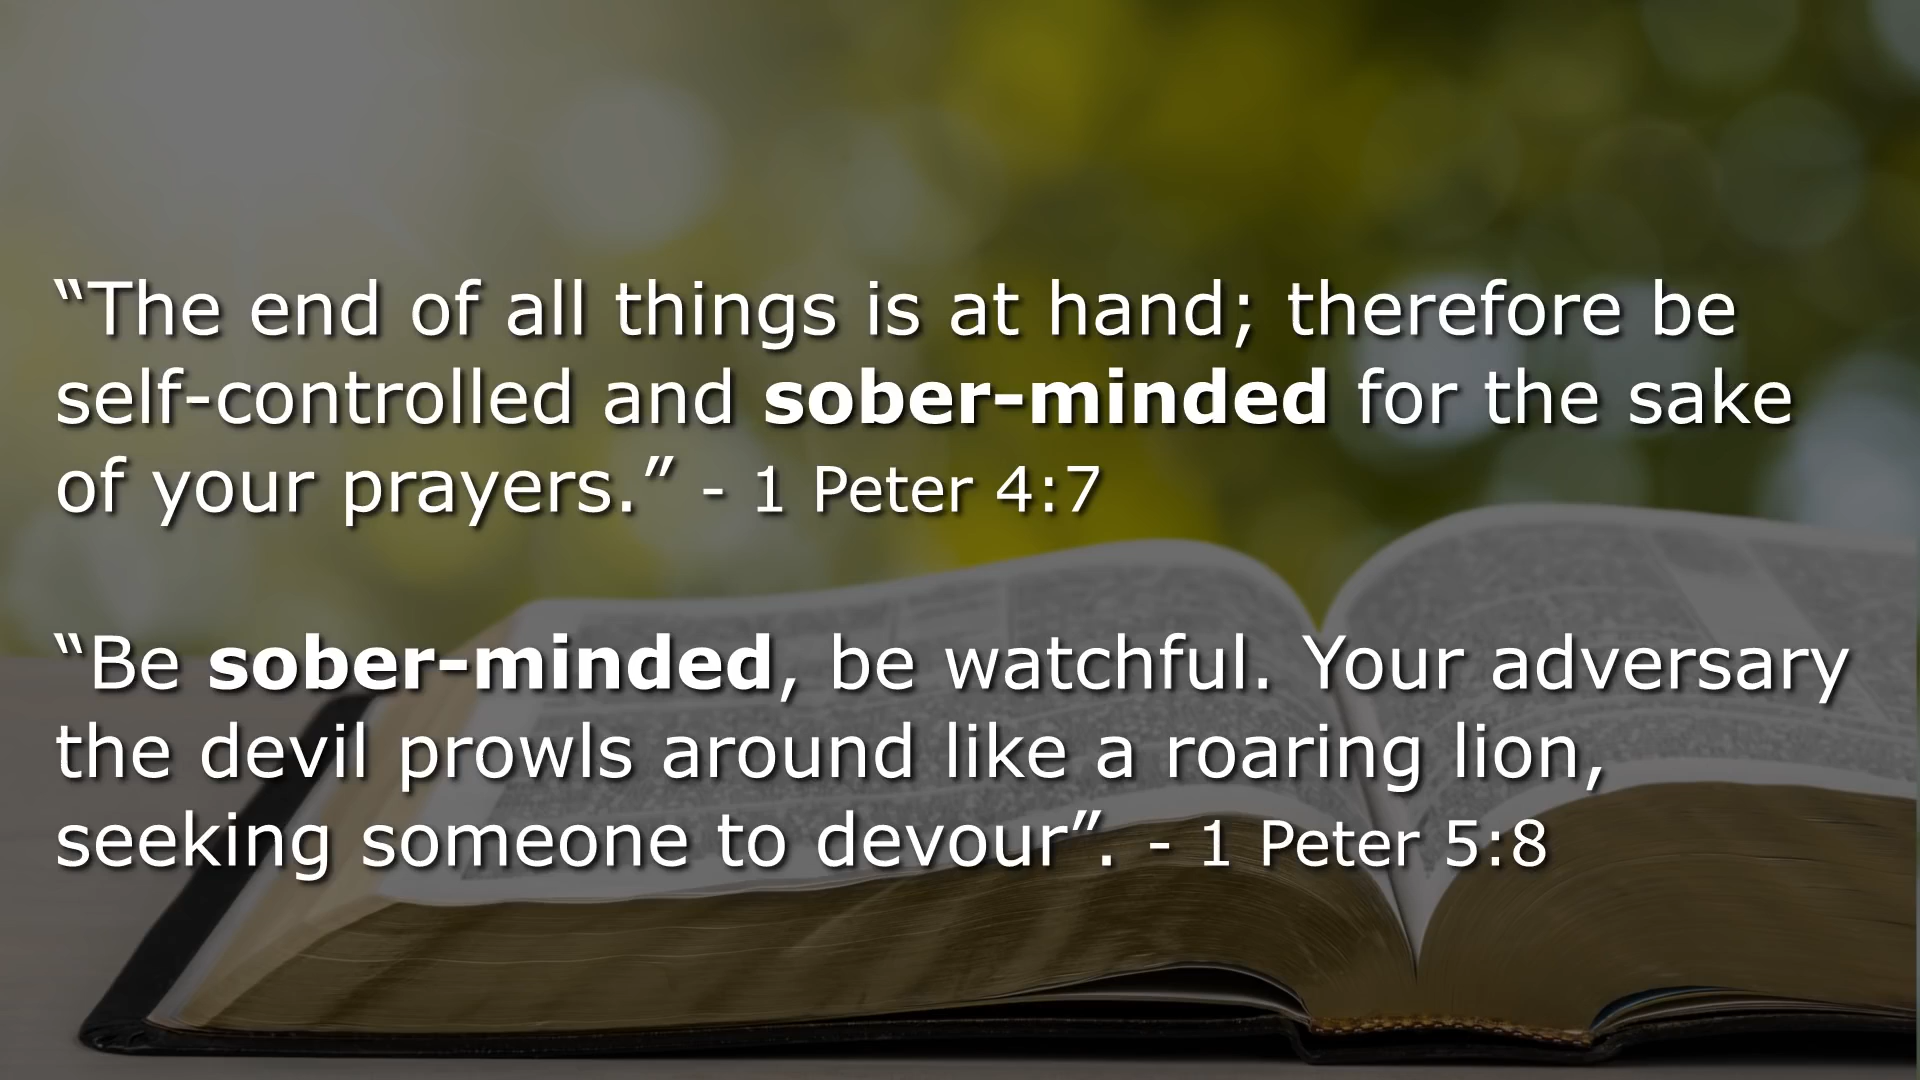 “The end of all things is at hand; therefore be
self-controlled and sober-minded for the sake
of your prayers.” - 1 Peter 4:7
“Be sober-minded, be watchful. Your adversary
the devil prowls around like a roaring lion,
seeking someone to devour”. - 1 Peter 5:8